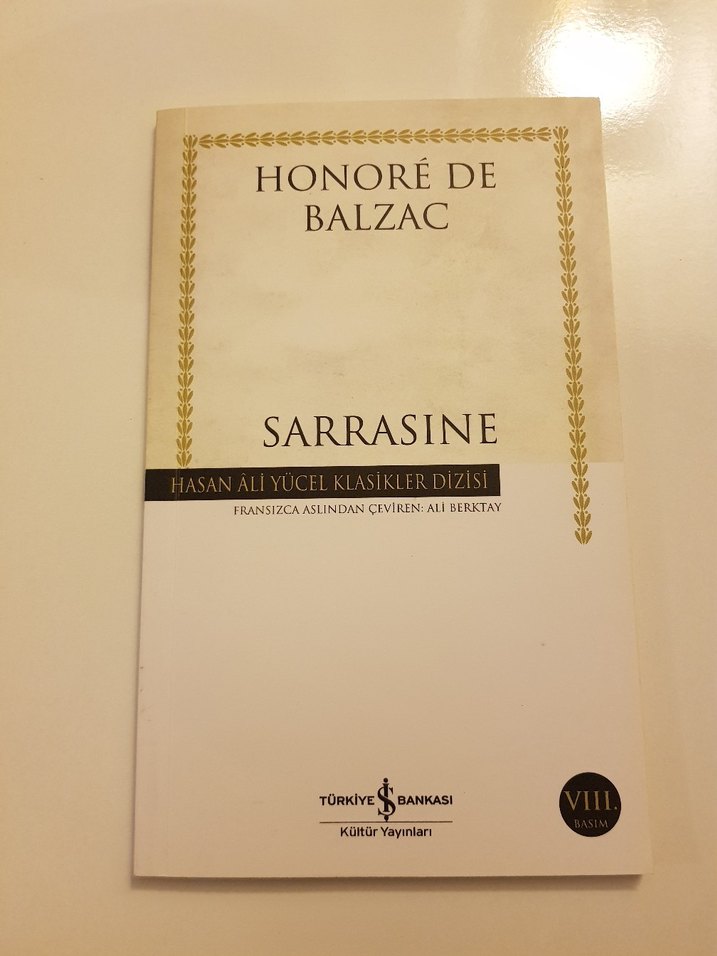 HONORÉ DE
BALZAC
SARRASINE
HASAN ÂLİ YÜCEL KLASİKLER DİZİSİ
FRANSIZCA ASLINDAN ÇEVİREN: ALİ BERKTAY
TÜRKİYE İŞ BANKASI
Kültür Yayınları
VIII.
BASIM